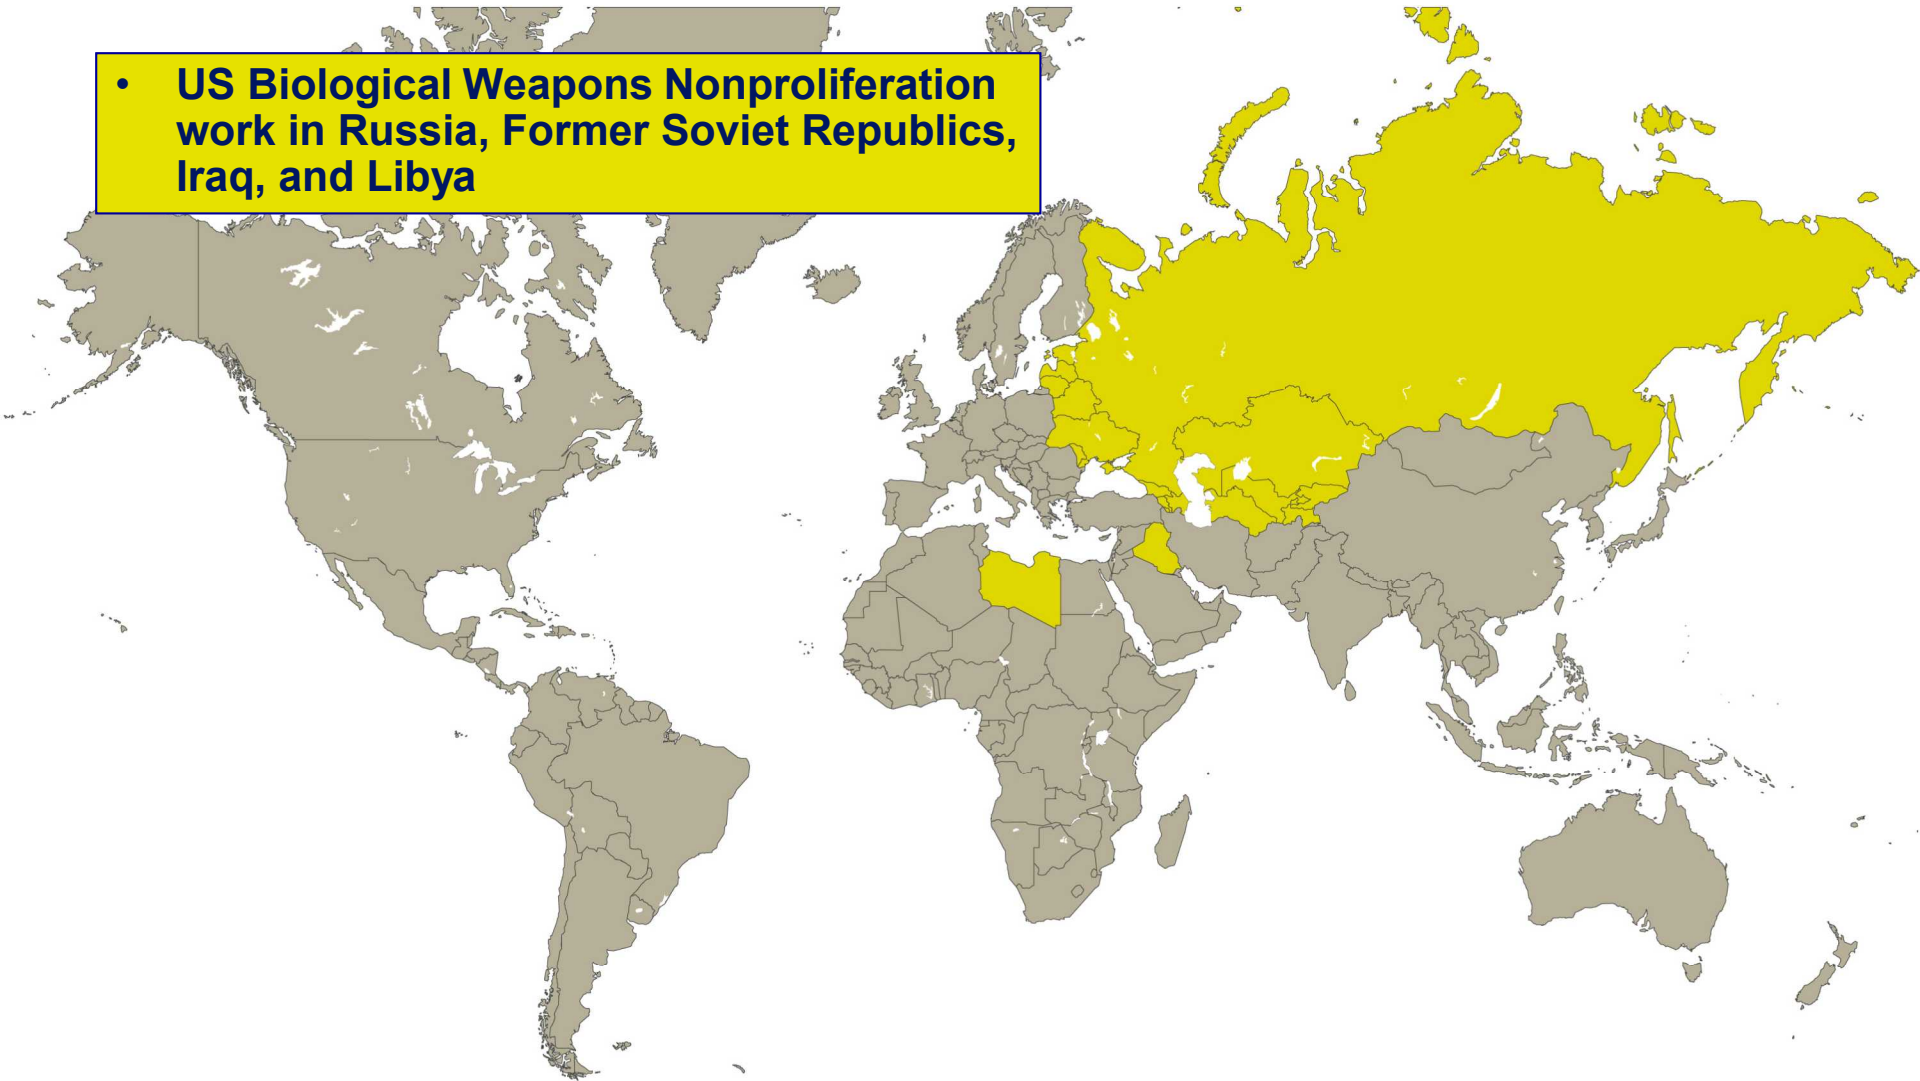 • US Biological Weapons Nonproliferation
work in Russia, Former Soviet Republics,
Iraq, and Libya